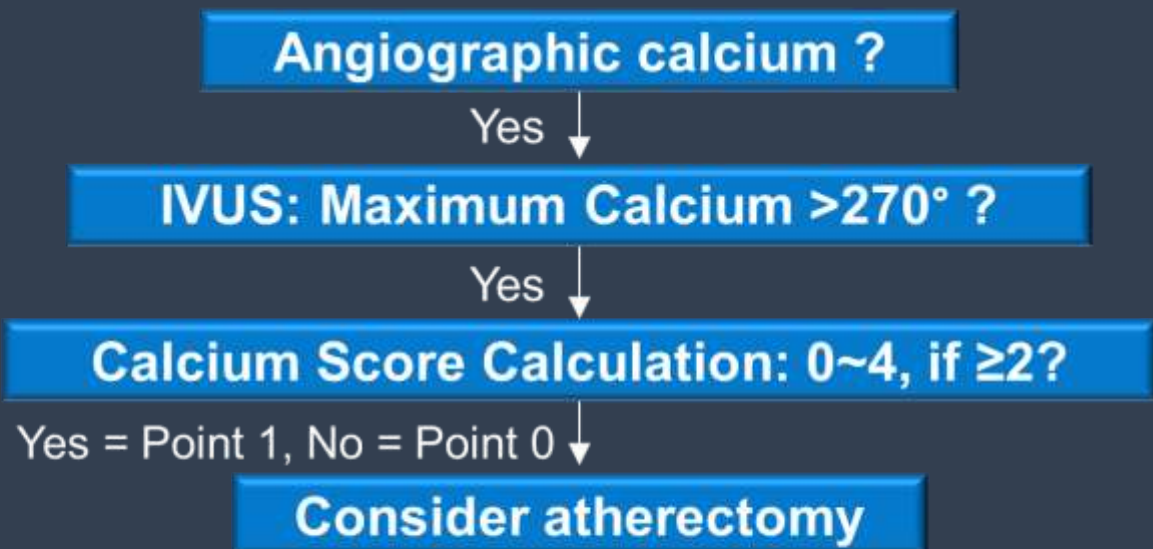 Angiographic calcium ?
Yes
IVUS: Maximum Calcium >270° ?
Yes
Calcium Score Calculation: 0~4, if ≥2?
Yes = Point 1, No = Point 0
Consider atherectomy